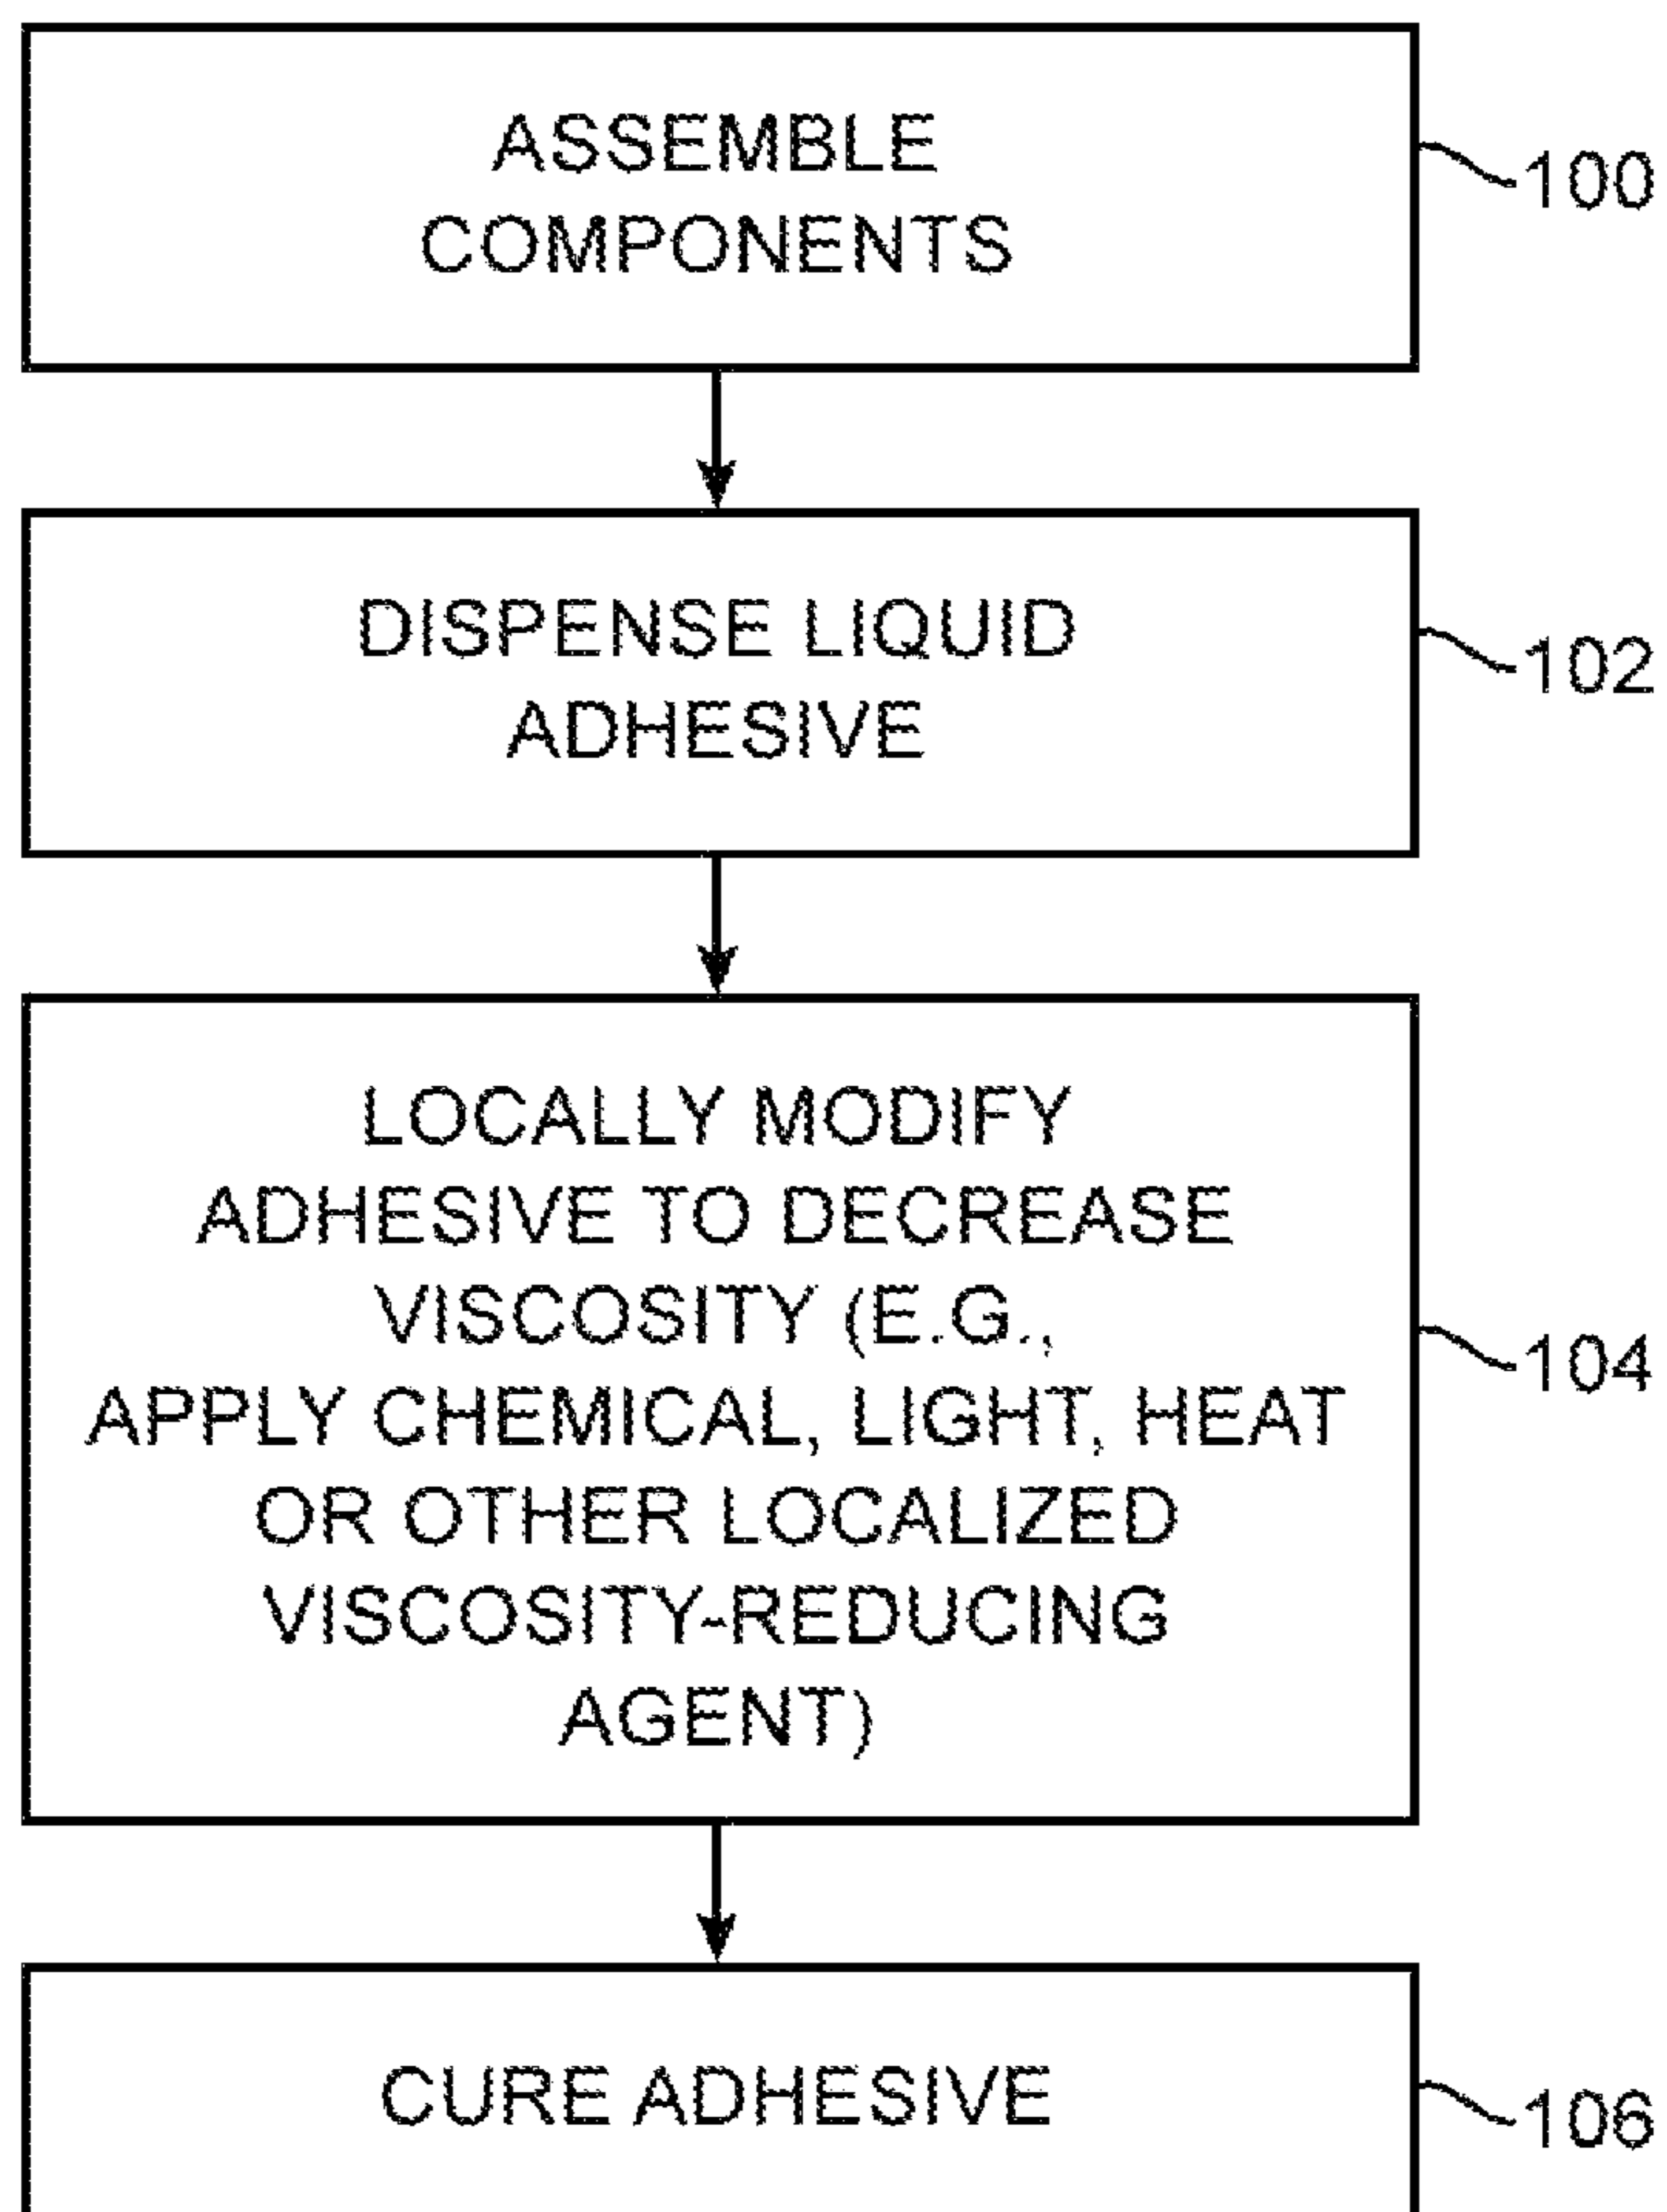 ASSEMBLE
COMPONENTS
100
DISPENSE LIQUID
ADHESIVE
102
LOCALLY MODIFY
ADHESIVE TO DECREASE
VISCOSITY (E.G.,
APPLY CHEMICAL, LIGHT, HEAT
OR OTHER LOCALIZED
VISCOSITY-REDUCING
AGENT)
104
CURE ADHESIVE
106